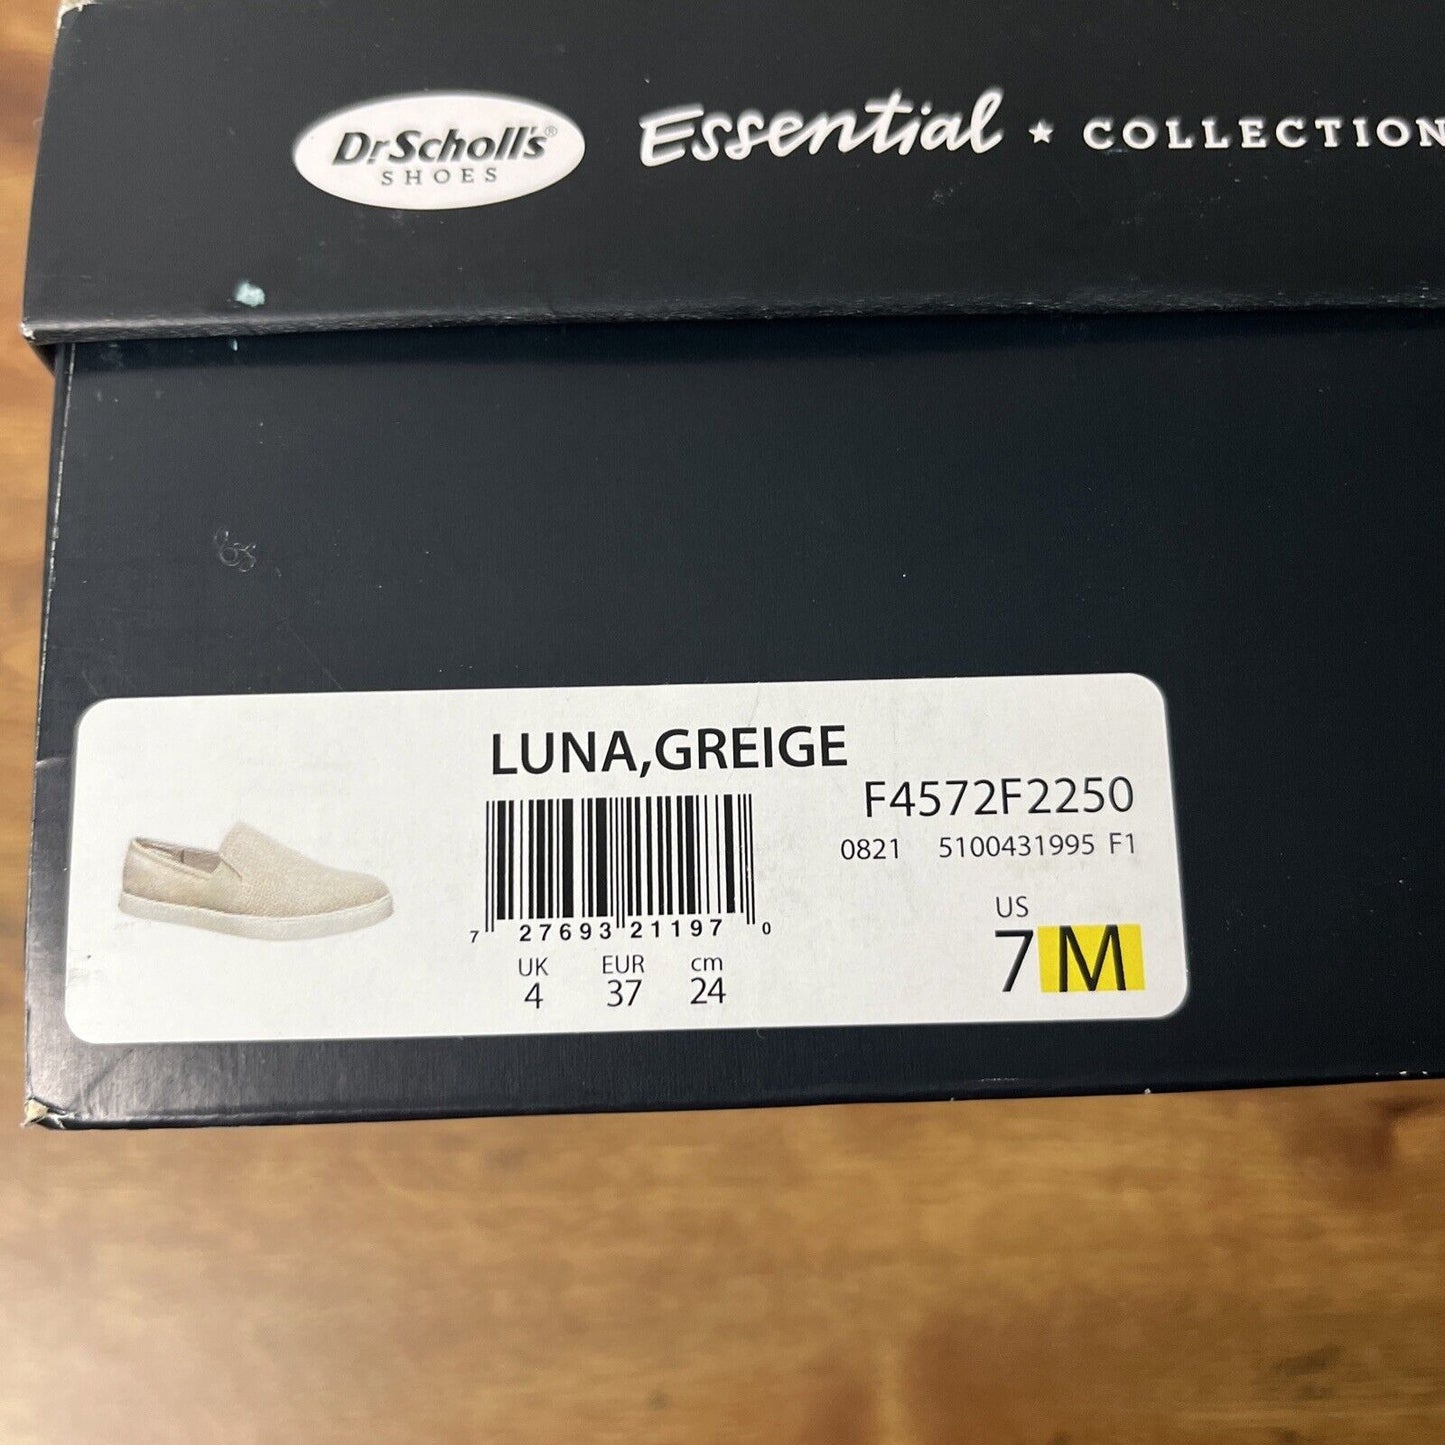 Dr.Scholl's®
SHOES
Essential ★ COLLECTION
LUNA,GREIGE
F4572F2250
0821 5100431995 F1
7 27693 21197 0
US
7 M
UK EUR cm
4 37 24